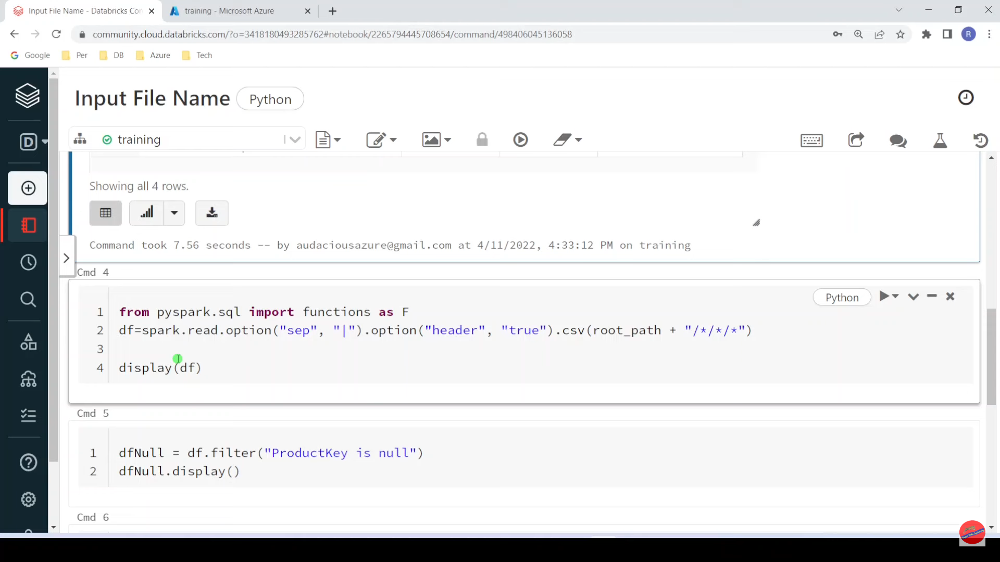 Input File Name - Databricks Con
training - Microsoft Azure
community.cloud.databricks.com/?o=3418180493285762#notebook/2265794445708654/command/498406045136058
R
Google
Per
DB
Azure
Tech
Input File Name
Python
D
training
Showing all 4 rows.
Command took 7.56 seconds -- by audaciousazure@gmail.com at 4/11/2022, 4:33:12 PM on training
Cmd 4
Python
1 from pyspark.sql import functions as F
2 df=spark.read.option("sep", "|").option("header", "true").csv(root_path + "/*/*/*")
3
4 display(df)
Cmd 5
1 dfNull = df.filter("ProductKey is null")
2 dfNull.display()
Cmd 6